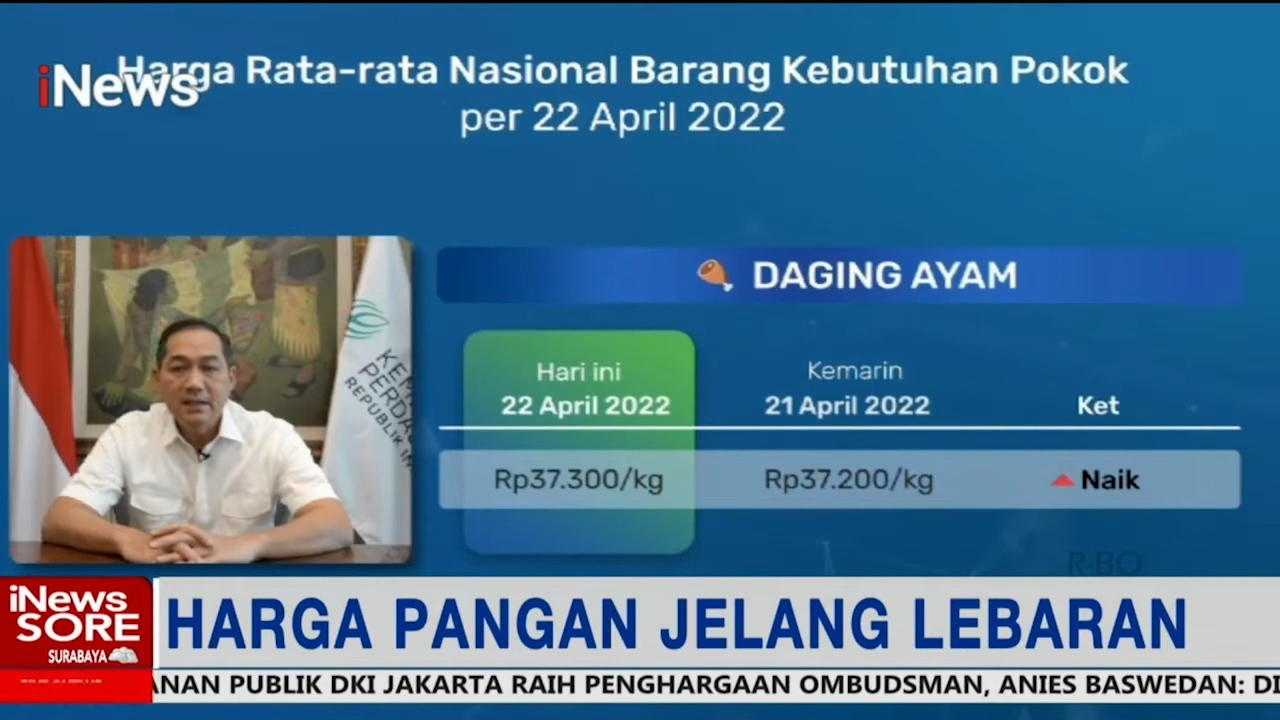 Harga Rata-rata Nasional Barang Kebutuhan Pokok
iNews
per 22 April 2022
DAGING AYAM
Hari ini
22 April 2022
Kemarin
21 April 2022
Ket
Rp37.300/kg
Rp37.200/kg
Naik
REPUBLIK
R-BO
iNews
SORE
SURABAYA
HARGA PANGAN JELANG LEBARAN
ANAN PUBLIK DKI JAKARTA RAIH PENGHARGAAN OMBUDSMAN, ANIES BASWEDAN: DI